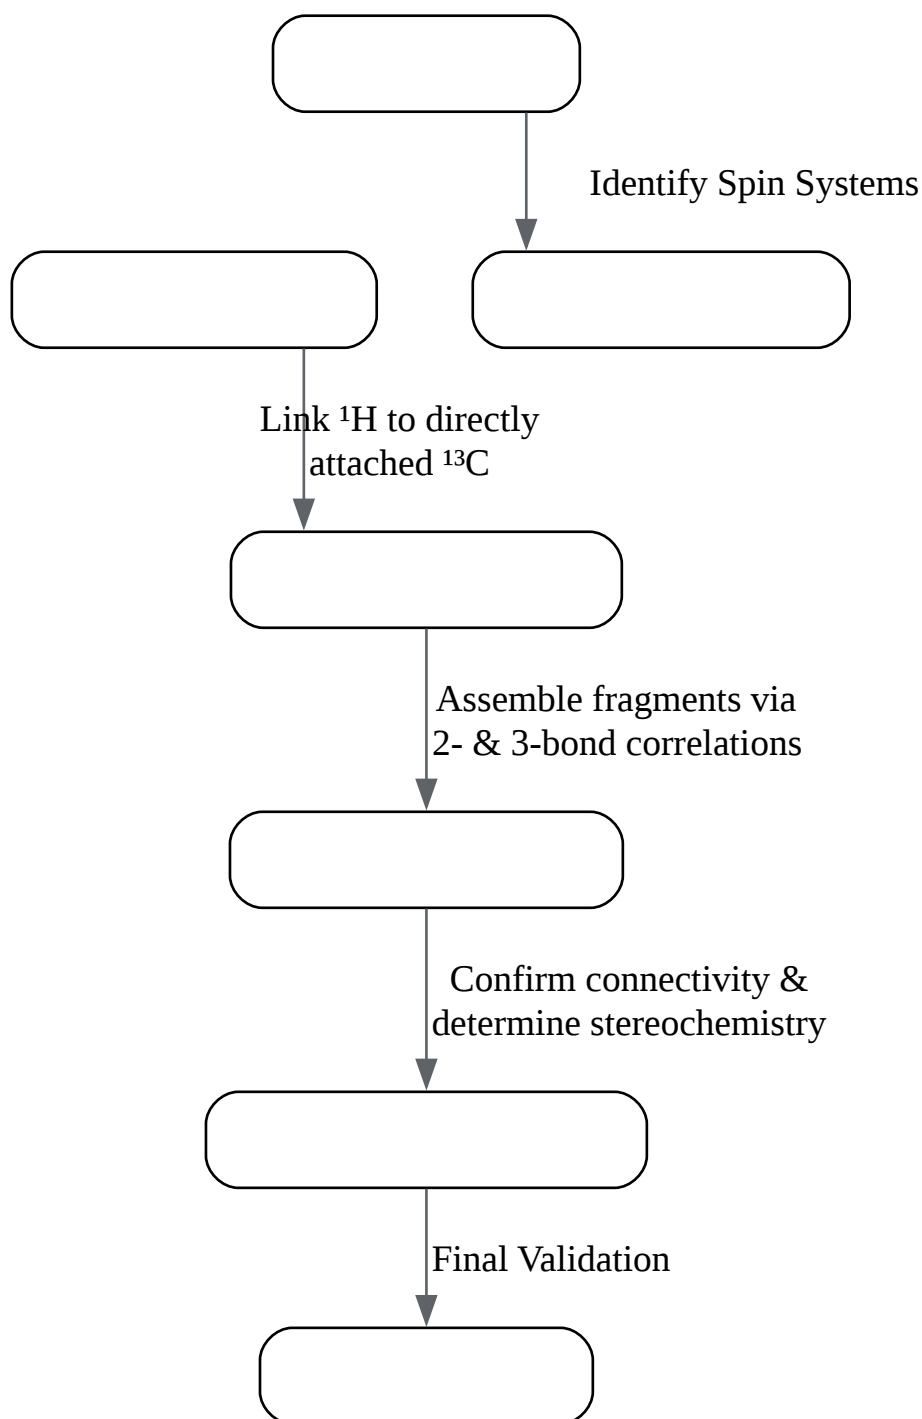 Identify Spin Systems
Link ¹H to directly
attached ¹³C
Assemble fragments via
2- & 3-bond correlations
Confirm connectivity &
determine stereochemistry
Final Validation